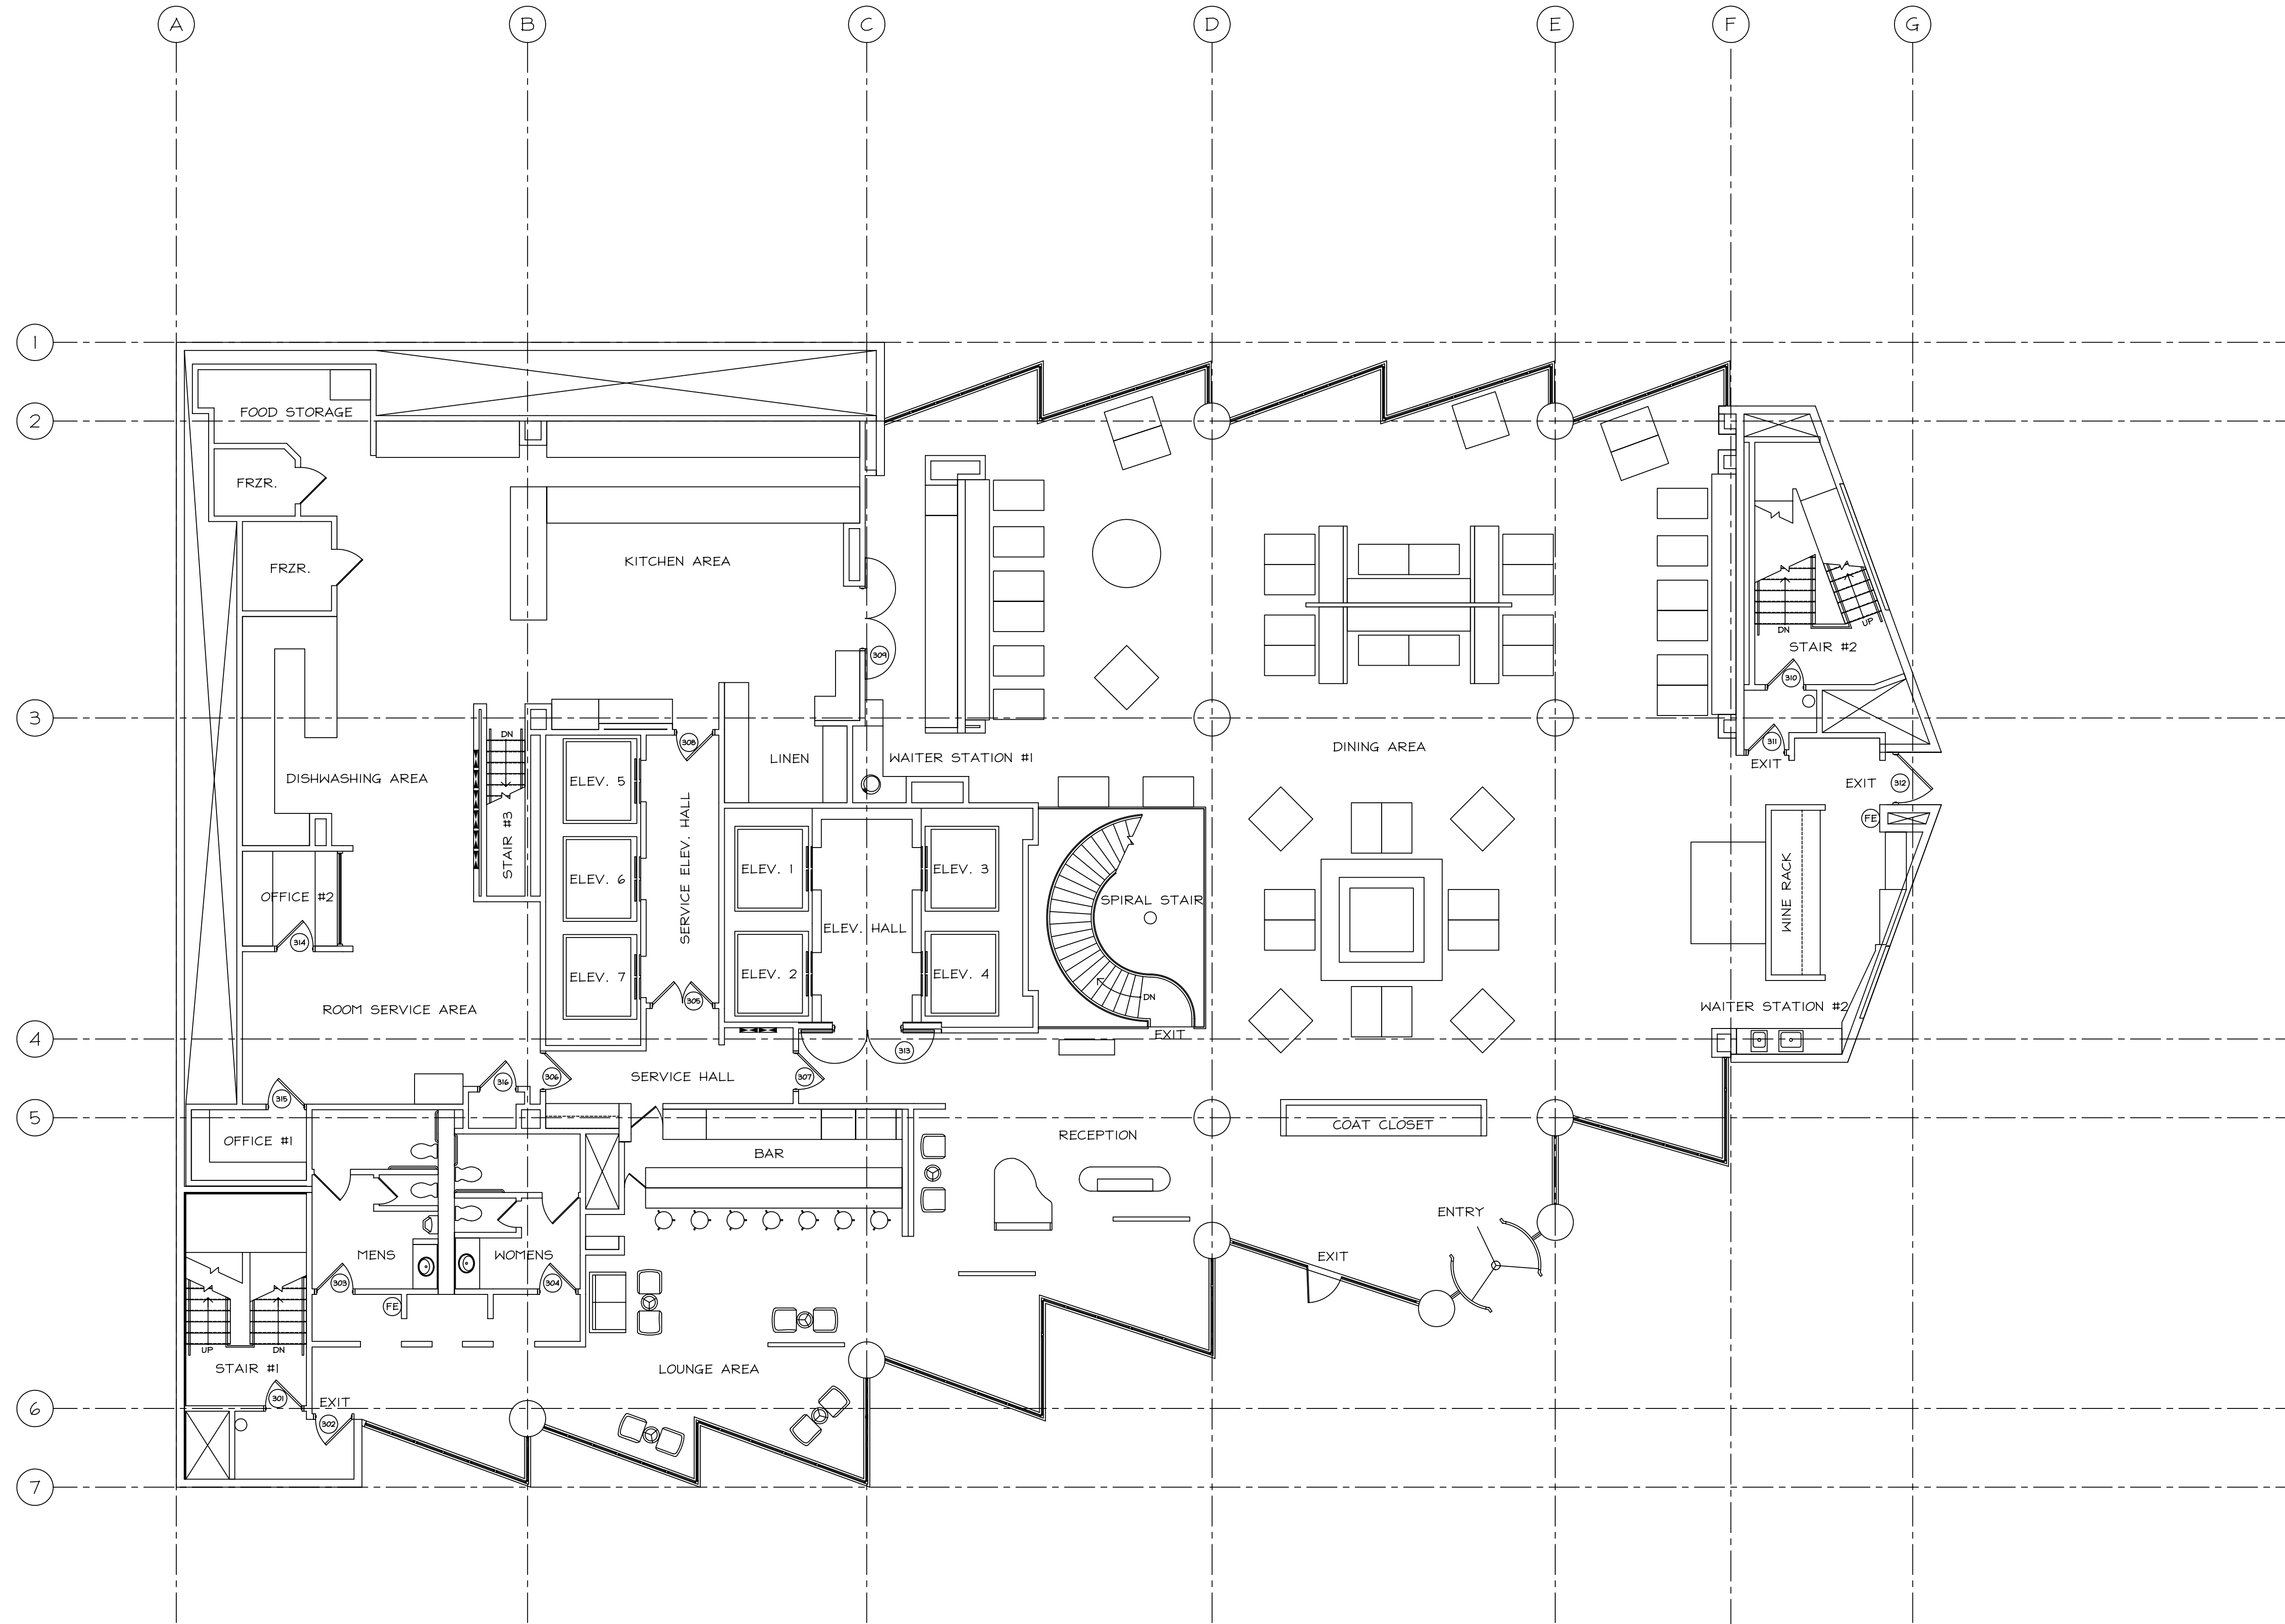 A
B
C
D
E
F
G
1
2
3
4
5
6
7
FOOD STORAGE
FRZR.
FRZR.
KITCHEN AREA
DN
UP
STAIR #2
309
310
308
DN
LINEN
WAITER STATION #1
DINING AREA
311
EXIT
DISHWASHING AREA
ELEV. 5
EXIT
312
FE
STAIR #3
SERVICE ELEV. HALL
ELEV. 6
ELEV. 1
ELEV. 3
OFFICE #2
SPIRAL STAIR
WINE RACK
314
ELEV. HALL
ELEV. 7
ELEV. 2
ELEV. 4
305
DN
ROOM SERVICE AREA
WAITER STATION #2
EXIT
313
316
306
SERVICE HALL
307
315
OFFICE #1
BAR
RECEPTION
COAT CLOSET
ENTRY
MENS
WOMENS
EXIT
303
304
FE
UP
DN
STAIR #1
LOUNGE AREA
301
EXIT
302